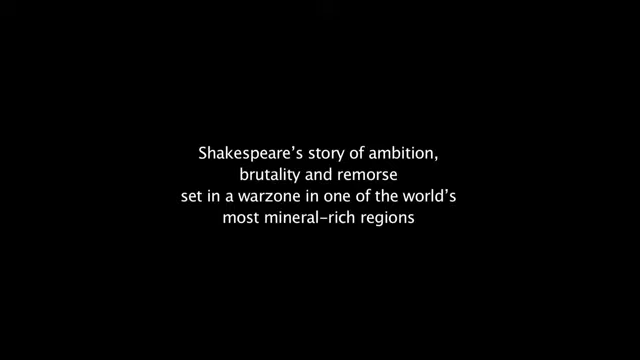 Shakespeare’s story of ambition,
brutality and remorse
set in a warzone in one of the world’s
most mineral-rich regions